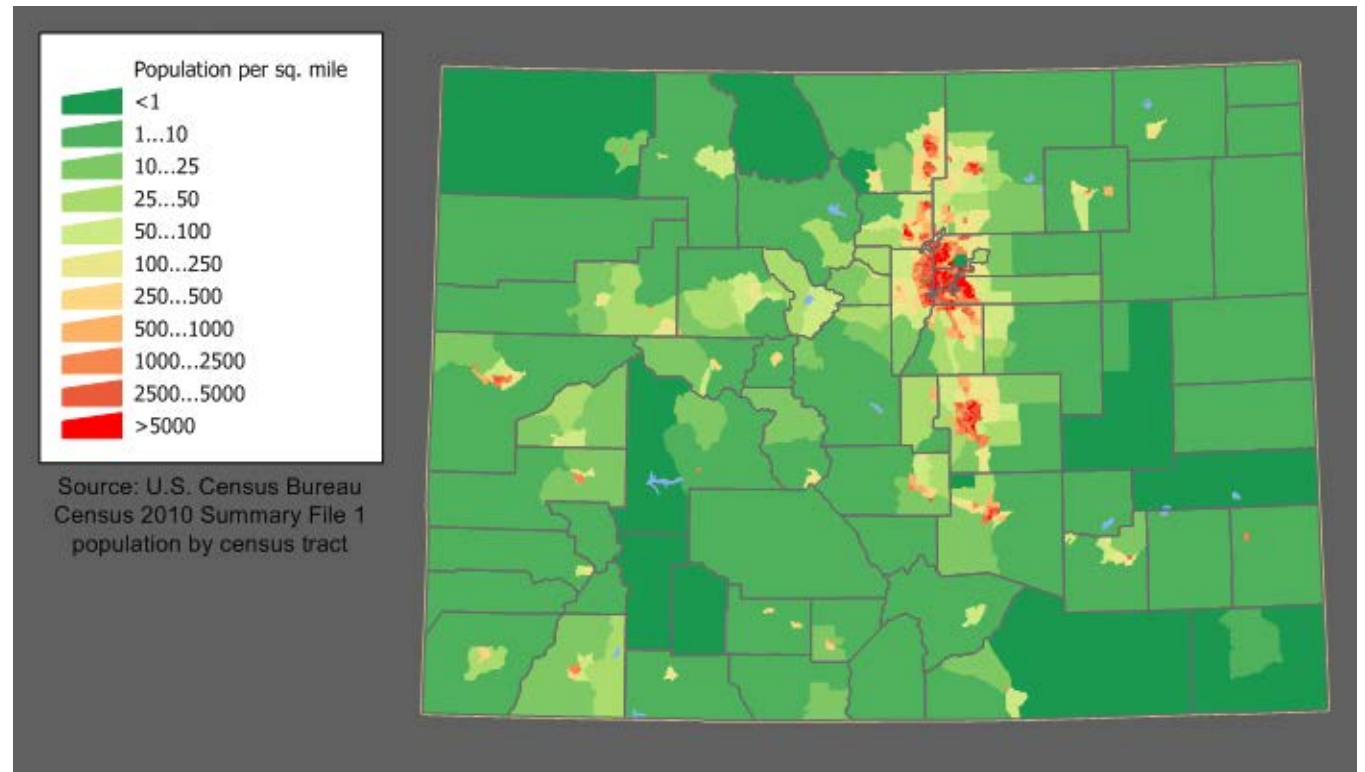 Population per sq. mile
<1
1...10
10...25
25...50
50...100
100...250
250...500
500...1000
1000...2500
2500...5000
>5000
Source: U.S. Census Bureau
Census 2010 Summary File 1
population by census tract